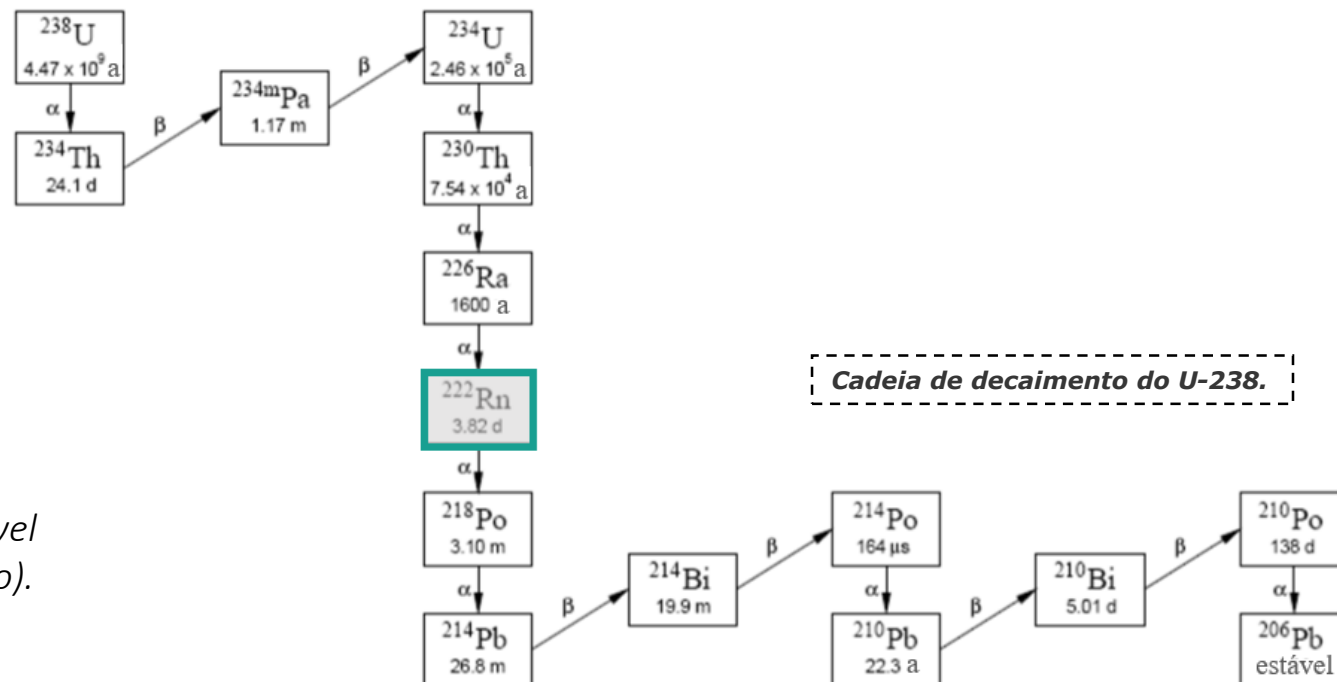 ²³⁸U
4.47 x 10⁹ a
α
²³⁴Th
24.1 d
β
²³⁴ᵐPa
1.17 m
β
²³⁴U
2.46 x 10⁵ a
α
²³⁰Th
7.54 x 10⁴ a
α
²²⁶Ra
1600 a
α
²²²Rn
3.82 d
α
²¹⁸Po
3.10 m
α
²¹⁴Pb
26.8 m
β
²¹⁴Bi
19.9 m
β
²¹⁴Po
164 µs
α
²¹⁰Pb
22.3 a
β
²¹⁰Bi
5.01 d
β
²¹⁰Po
138 d
α
²⁰⁶Pb
estável
Cadeia de decaimento do U-238.
vel
o).